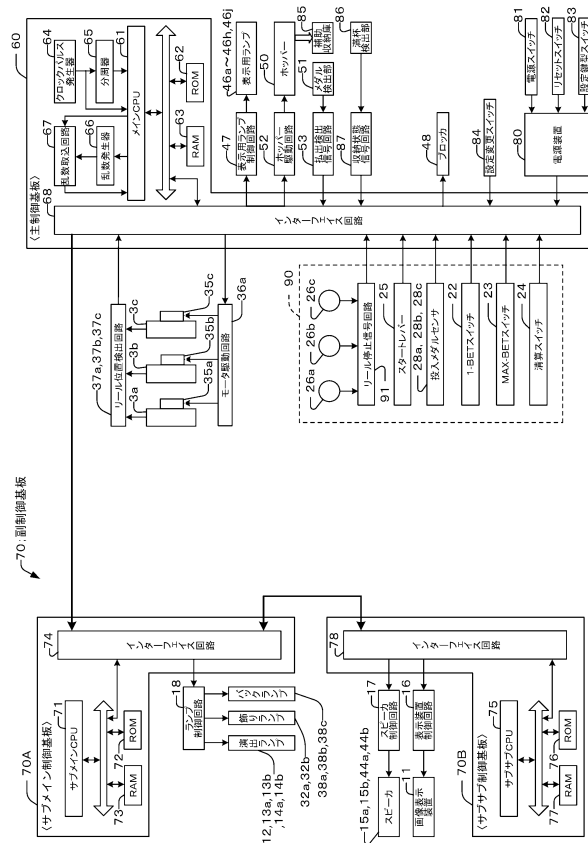 70;副制御基板
70A
〈サブメイン制御基板〉
サブメインCPU
71
ROM
72
RAM
73
インターフェイス回路
74
ランプ
制御回路
18
バックランプ
38a, 38b, 38c
飾りランプ
32a, 32b
演出ランプ
12,13a,13b
,14a,14b
70B
〈サブサブ制御基板〉
サブサブCPU
75
ROM
76
RAM
77
インターフェイス回路
78
スピーカ
制御回路
17
表示装置
制御回路
16
スピーカ
15a,15b,44a,44b
画像表示
装置
11
〈主制御基板〉
60
クロックパルス
発生器
64
分周器
65
メインCPU
61
乱数取込回路
67
乱数発生器
66
ROM
62
RAM
63
インターフェイス回路
68
リール位置検出回路
37a, 37b, 37c
3a
3b
3c
35a
35b
35c
モータ駆動回路
36a
表示用ランプ
制御回路
47
表示用ランプ
46a~46h, 46j
ホッパー
駆動回路
52
ホッパー
50
払出検出
信号回路
53
メダル
検出部
51
補助
収納庫
85
収納状態
信号回路
87
満杯
検出部
86
ブロッカ
48
設定変更スイッチ
84
電源装置
80
電源スイッチ
81
リセットスイッチ
82
設定鍵型スイッチ
83
90
26a
26b
26c
リール停止信号回路
91
スタートレバー
25
投入メダルセンサ
28a, 28b, 28c
1-BETスイッチ
22
MAX-BETスイッチ
23
清算スイッチ
24